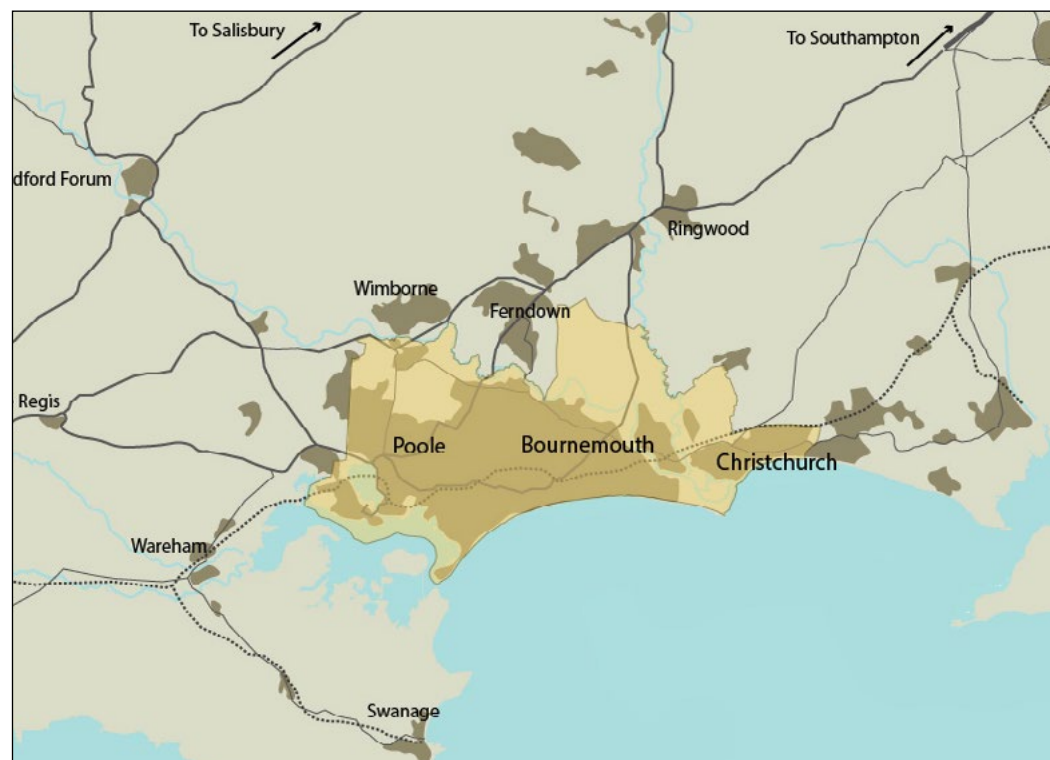 To Salisbury
To Southampton
dford Forum
Ringwood
Wimborne
Ferndown
Regis
Poole
Bournemouth
Christchurch
Wareham
Swanage